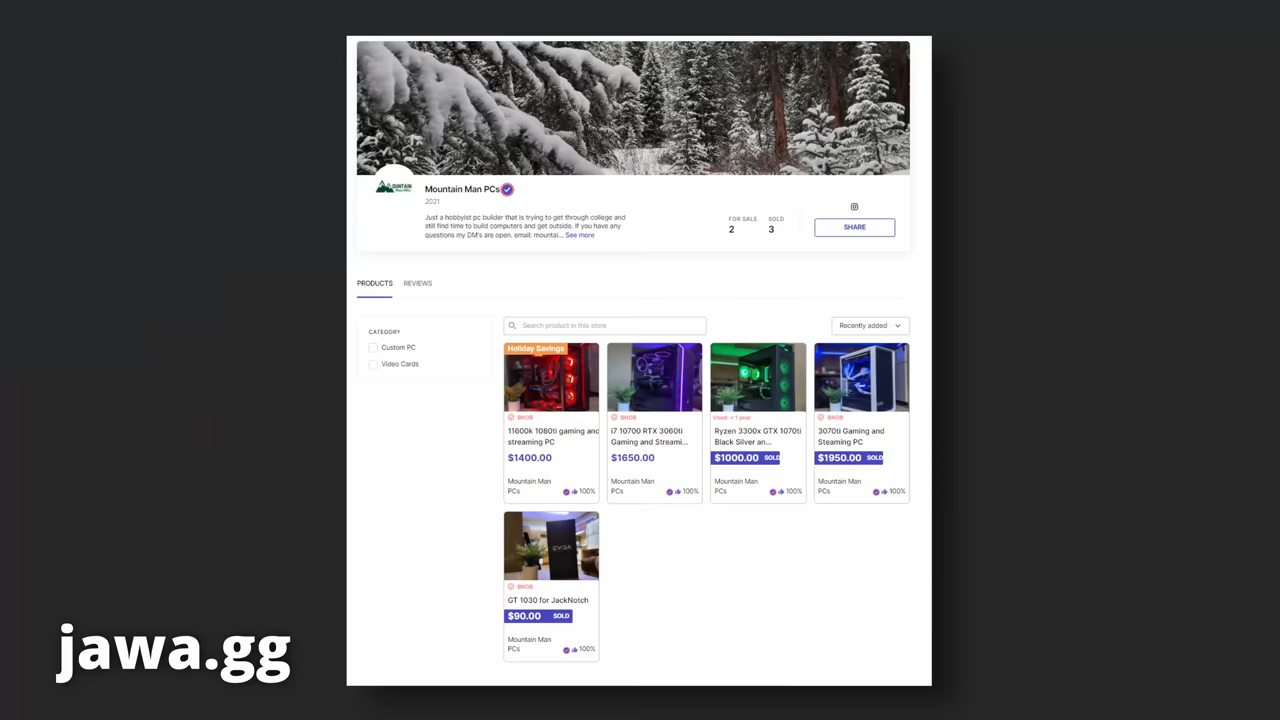 MOUNTAIN
Man PCs
Mountain Man PCs
2021
Just a hobbyist pc builder that is trying to get through college and
still find time to build computers and get outside. If you have any
questions my DM's are open. email: mountai... See more
FOR SALE
2
SOLD
3
SHARE
PRODUCTS
REVIEWS
CATEGORY
Custom PC
Video Cards
Search product in this store
Recently added
Holiday Savings
BNOB
11600k 1080ti gaming and
streaming PC
$1400.00
Mountain Man
PCs
100%
BNOB
i7 10700 RTX 3060ti
Gaming and Streami...
$1650.00
Mountain Man
PCs
100%
Used: < 1 year
Ryzen 3300x GTX 1070ti
Black Silver an...
$1000.00 SOLD
Mountain Man
PCs
100%
BNOB
3070ti Gaming and
Steaming PC
$1950.00 SOLD
Mountain Man
PCs
100%
EVGA
BNOB
GT 1030 for JackNotch
$90.00 SOLD
Mountain Man
PCs
100%
jawa.gg